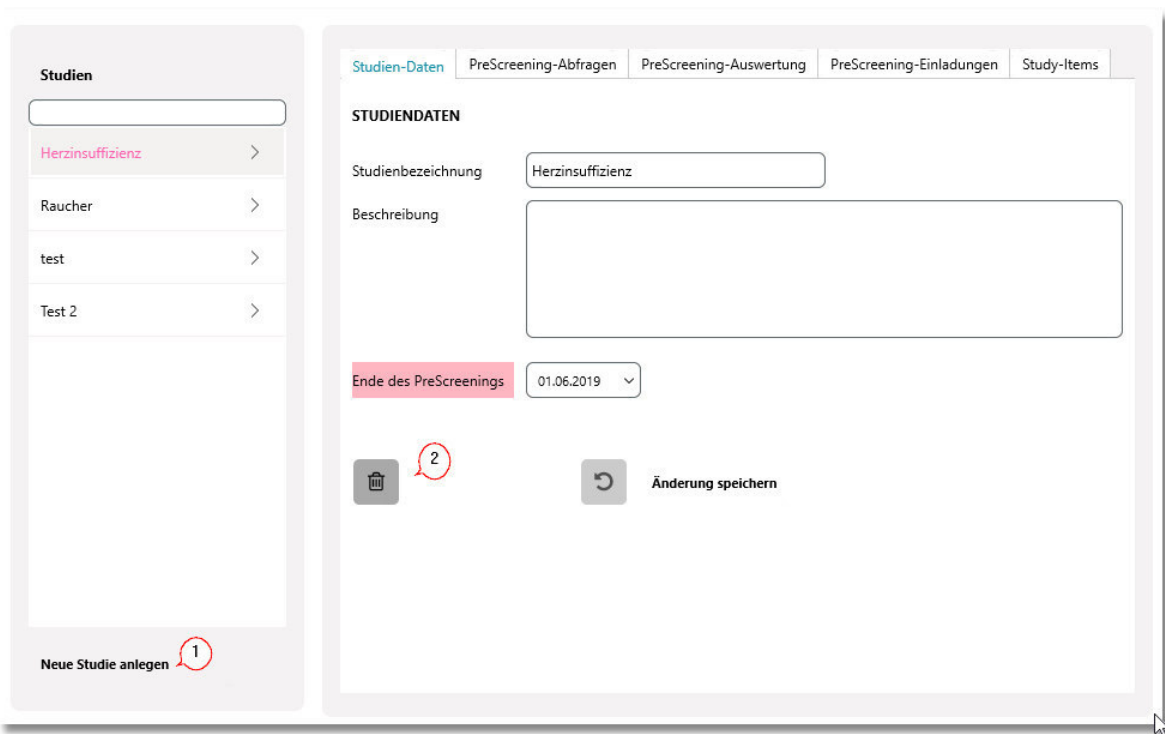 Studien
Herzinsuffizienz
Raucher
test
Test 2
Neue Studie anlegen
1
Studien-Daten PreScreening-Abfragen PreScreening-Auswertung PreScreening-Einladungen Study-Items
STUDIENDATEN
Studienbezeichnung Herzinsuffizienz
Beschreibung
Ende des PreScreenings 01.06.2019
2
Änderung speichern